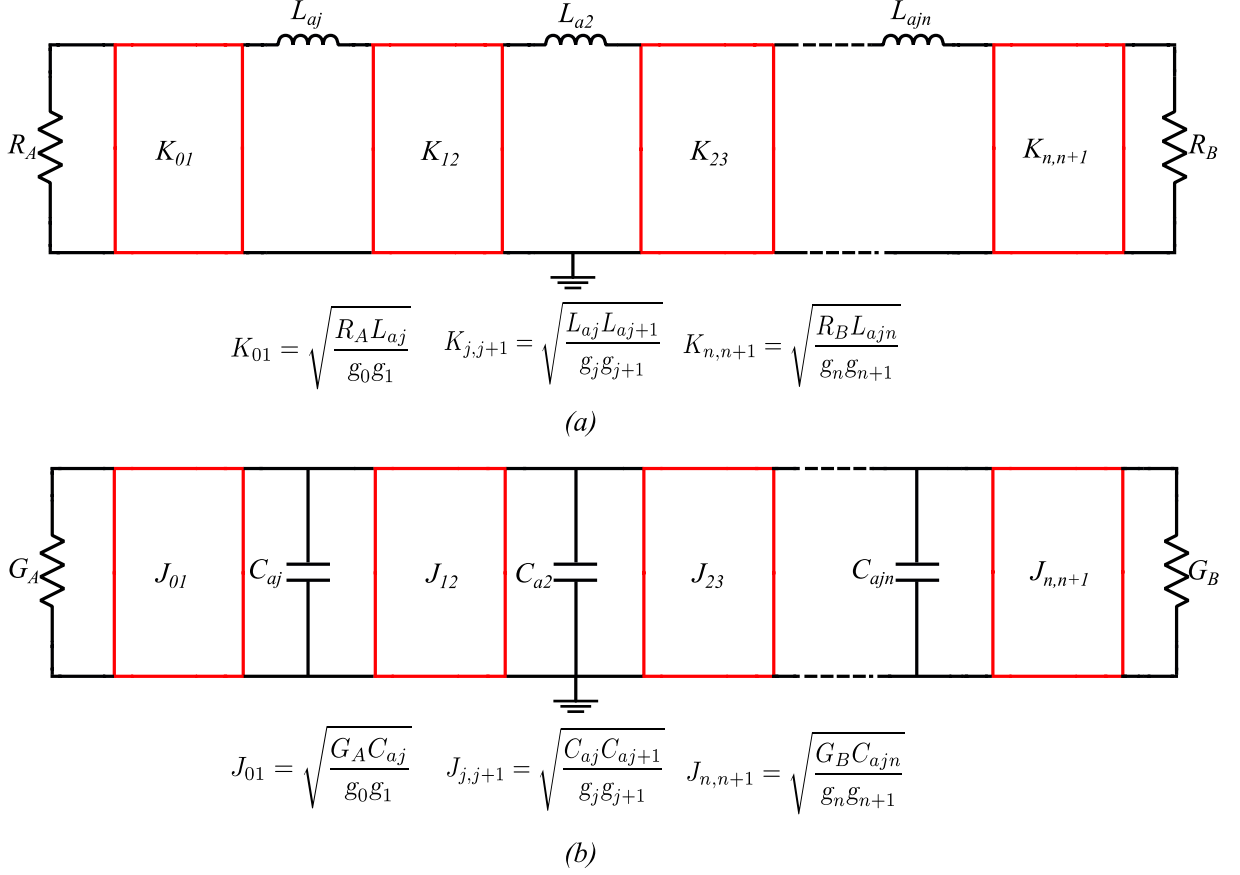 L_{aj} L_{a2} L_{ajn}
R_A K_{01} K_{12} K_{23} K_{n,n+1} R_B
K_{01} = \sqrt{\frac{R_A L_{aj}}{g_0 g_1}} K_{j,j+1} = \sqrt{\frac{L_{aj} L_{aj+1}}{g_j g_{j+1}}} K_{n,n+1} = \sqrt{\frac{R_B L_{ajn}}{g_n g_{n+1}}}
(a)
G_A J_{01} C_{aj} J_{12} C_{a2} J_{23} C_{ajn} J_{n,n+1} G_B
J_{01} = \sqrt{\frac{G_A C_{aj}}{g_0 g_1}} J_{j,j+1} = \sqrt{\frac{C_{aj} C_{aj+1}}{g_j g_{j+1}}} J_{n,n+1} = \sqrt{\frac{G_B C_{ajn}}{g_n g_{n+1}}}
(b)